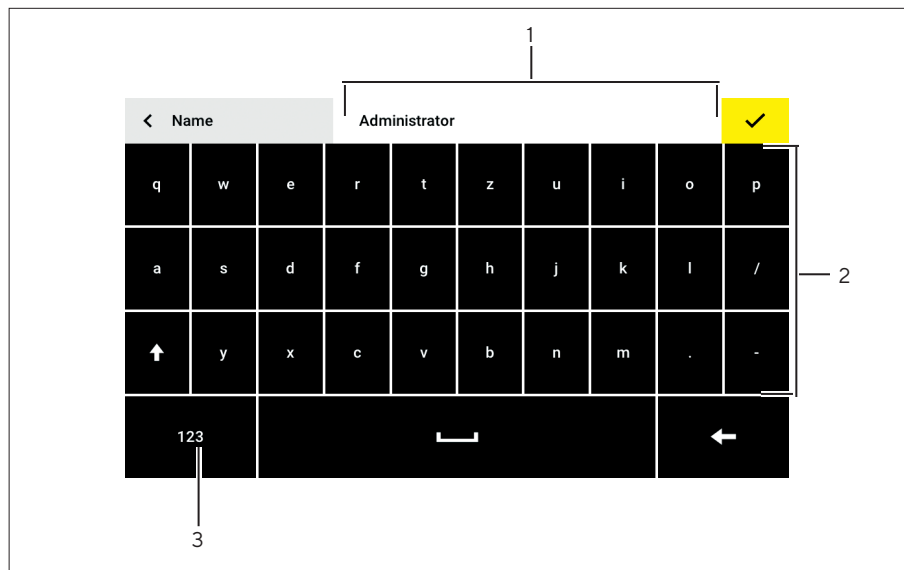 1
Name Administrator
q w e r t z u i o p
a s d f g h j k l /
2
y x c v b n m . -
123
3